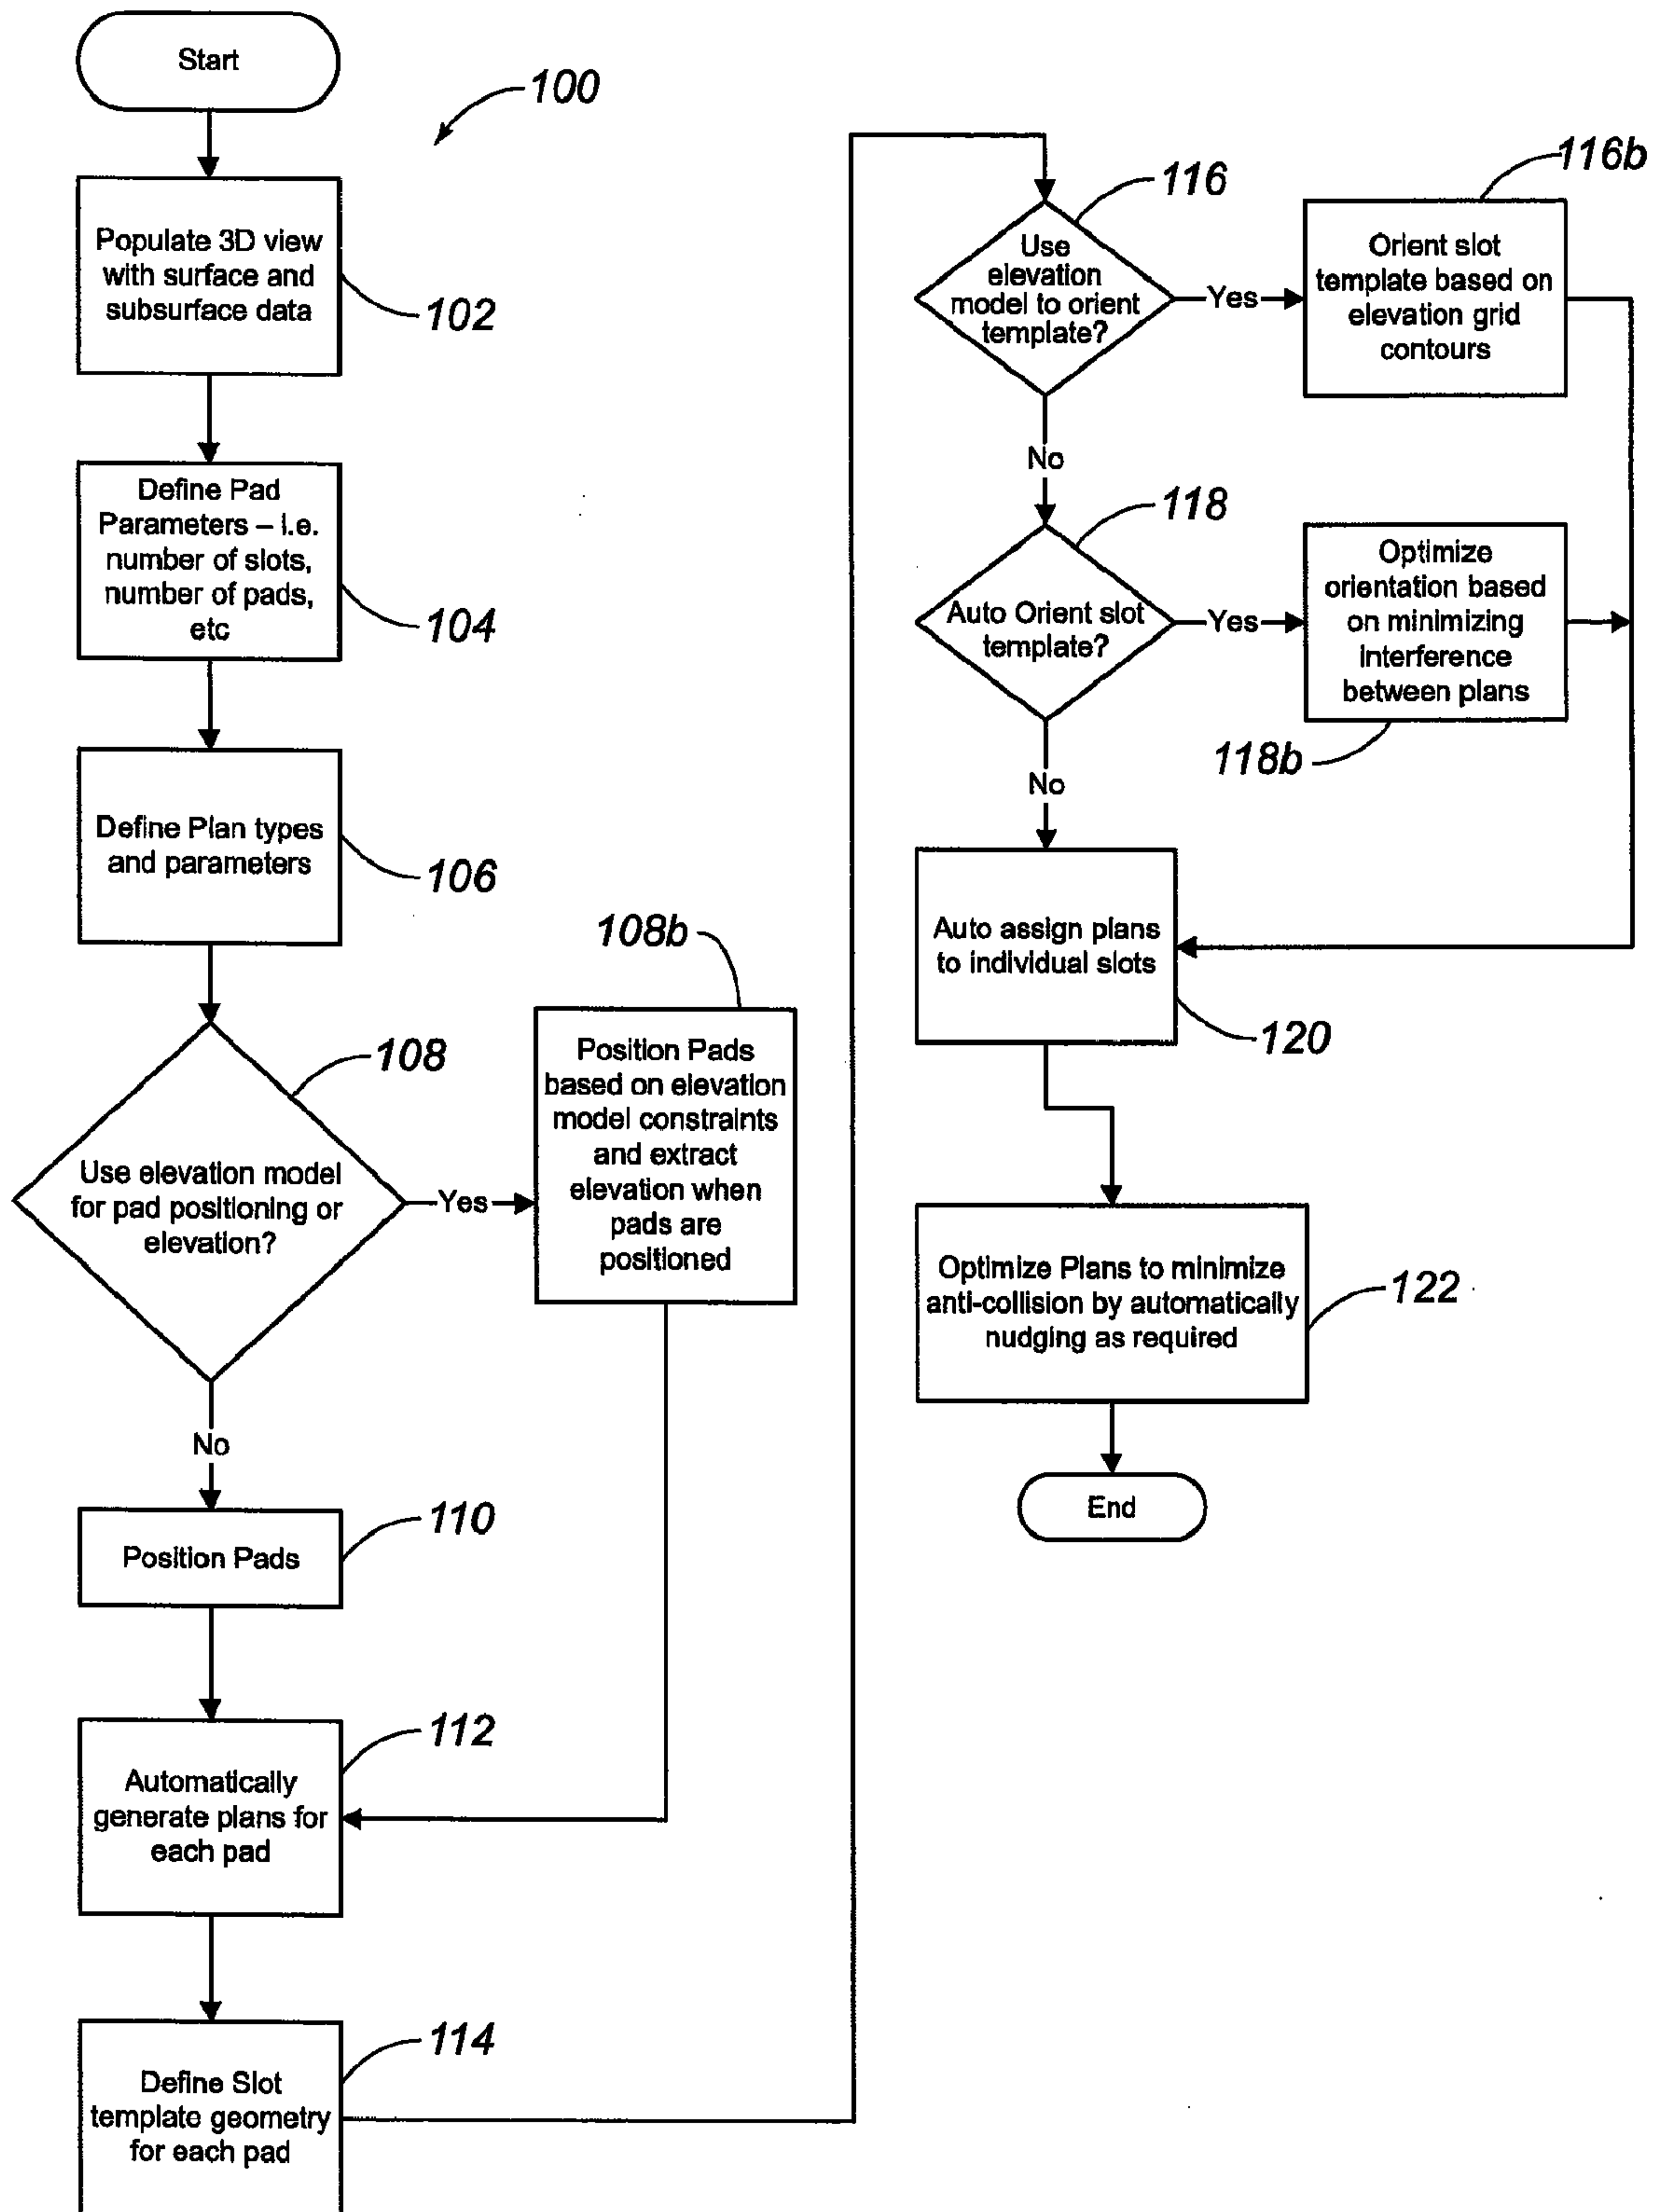 Start
100
Populate 3D view
with surface and
subsurface data
102
Define Pad
Parameters – i.e.
number of slots,
number of pads,
etc
104
Define Plan types
and parameters
106
108
Use elevation model
for pad positioning or
elevation?
Yes
108b
Position Pads
based on elevation
model constraints
and extract
elevation when
pads are
positioned
No
110
Position Pads
112
Automatically
generate plans for
each pad
114
Define Slot
template geometry
for each pad
116
Use
elevation
model to orient
template?
Yes
116b
Orient slot
template based on
elevation grid
contours
No
118
Auto Orient slot
template?
Yes
Optimize
orientation based
on minimizing
interference
between plans
118b
No
Auto assign plans
to individual slots
120
Optimize Plans to minimize
anti-collision by automatically
nudging as required
122
End